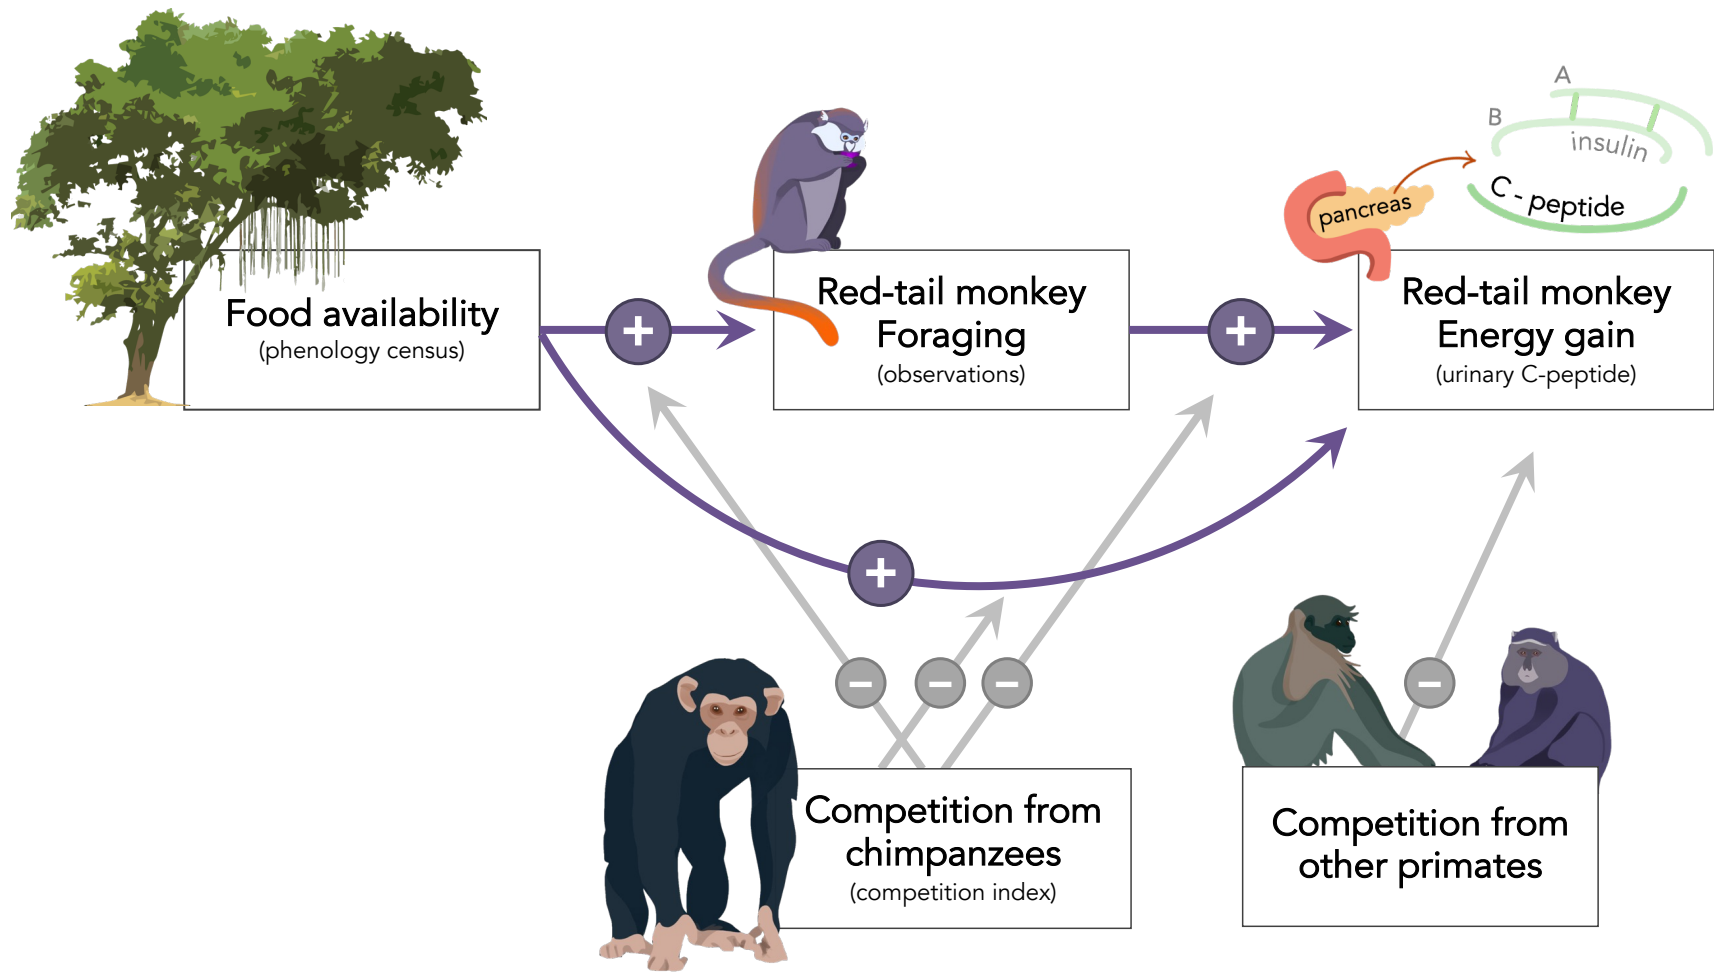 A
B
insulin
C - peptide
pancreas
Food availability
(phenology census)
+
Red-tail monkey
Foraging
(observations)
+
Red-tail monkey
Energy gain
(urinary C-peptide)
+
−
−
−
−
Competition from
chimpanzees
(competition index)
Competition from
other primates